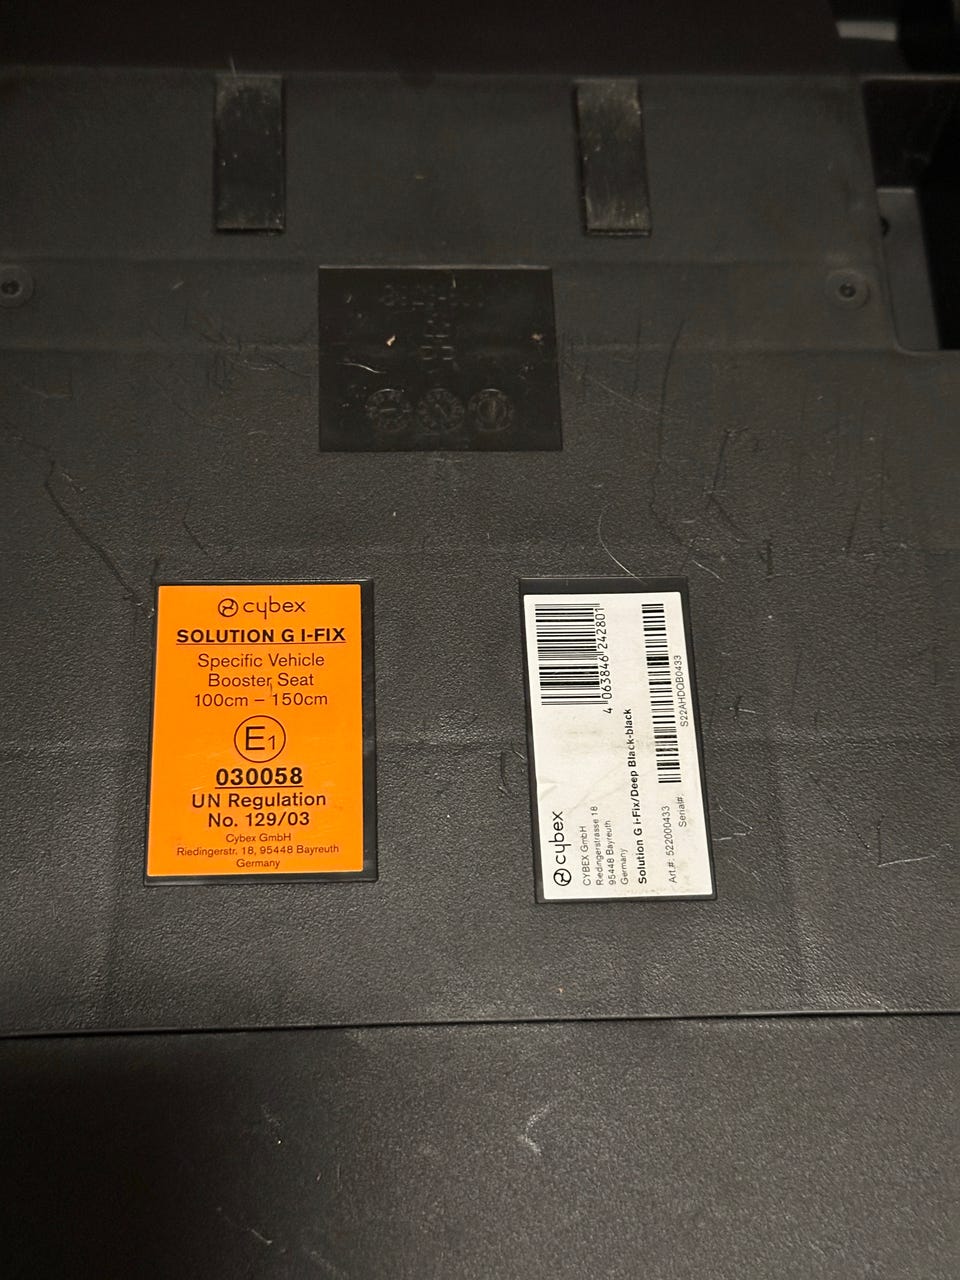 cybex
SOLUTION G I-FIX
Specific Vehicle
Booster Seat
100cm – 150cm
E1
030058
UN Regulation
No. 129/03
Cybex GmbH
Riedingerstr. 18, 95448 Bayreuth
Germany
4 063846 242801
cybex
CYBEX GmbH
Riedingerstrasse 18
95448 Bayreuth
Germany
Solution G i-Fix/Deep Black-black
Art.#: 522000433
Serial#:
S22AHDQB0433